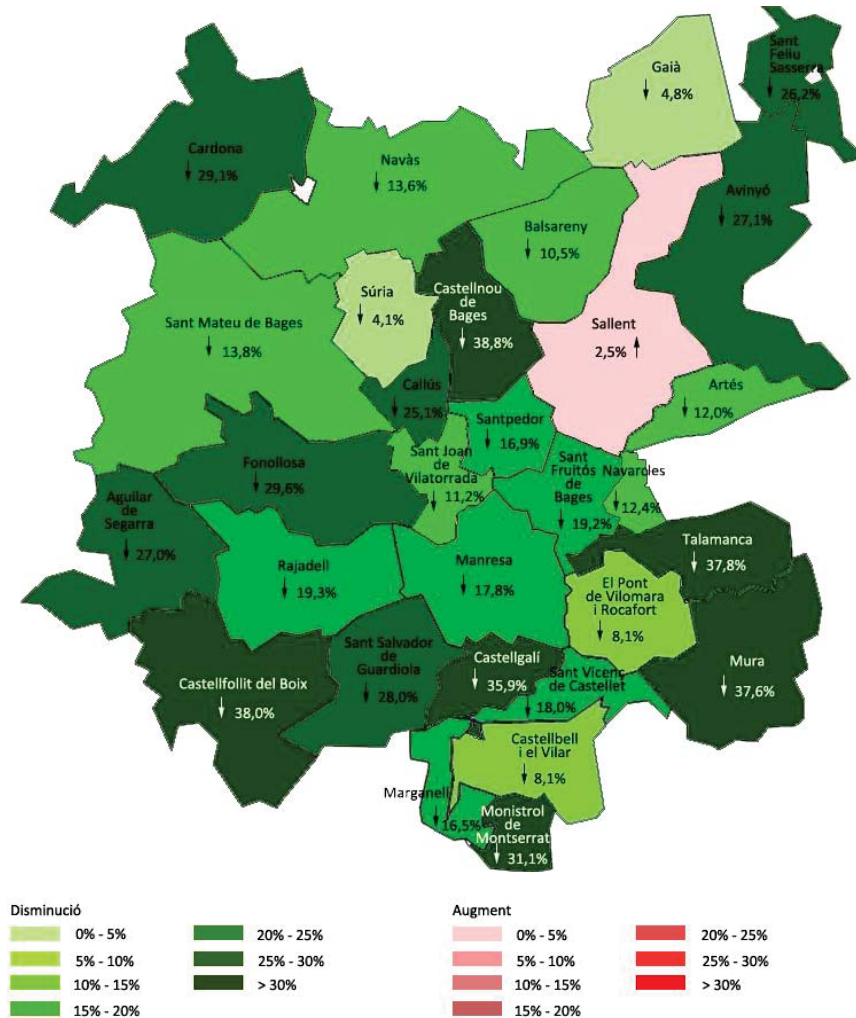 Sant
Feliu
Sasserra
↓ 26,2%
Gaià
↓ 4,8%
Cardona
↓ 29,1%
Navàs
↓ 13,6%
Avinyó
↓ 27,1%
Balsareny
↓ 10,5%
Súria
↓ 4,1%
Castellnou
de
Bages
↓ 38,8%
Sant Mateu de Bages
↓ 13,8%
Sallent
2,5% ↑
Callús
↓ 25,1%
Artés
↓ 12,0%
Santpedor
↓ 16,9%
Sant Joan
de
Vilatorrada
↓ 11,2%
Fonollosa
↓ 29,6%
Sant
Fruitós
de
Bages
↓ 19,2%
Navarcles
↓ 12,4%
Aguilar
de
Segarra
↓ 27,0%
Talamanca
↓ 37,8%
Rajadell
↓ 19,3%
Manresa
↓ 17,8%
El Pont
de Vilomara
i Rocafort
↓ 8,1%
Sant Salvador
de
Guardiola
↓ 28,0%
Castellgalí
↓ 35,9%
Sant Vicenç
de Castellet
↓ 18,0%
Mura
↓ 37,6%
Castellfollit del Boix
↓ 38,0%
Castellbell
i el Vilar
↓ 8,1%
Marganell
↓ 16,5%
Monistrol
de
Montserrat
↓ 31,1%
Disminució
0% - 5%
5% - 10%
10% - 15%
15% - 20%
20% - 25%
25% - 30%
> 30%
Augment
0% - 5%
5% - 10%
10% - 15%
15% - 20%
20% - 25%
25% - 30%
> 30%